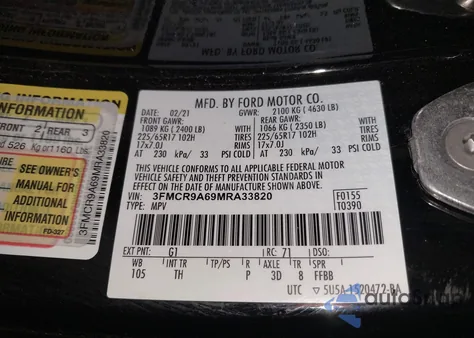 MFD. BY FORD MOTOR CO.
DATE: 02/21 GVWR: 2100 KG ( 4630 LB)
FRONT GAWR: REAR GAWR:
1089 KG ( 2400 LB) 1066 KG ( 2350 LB)
225/65R17 102H TIRES 225/65R17 102H TIRES
17x7.0J RIMS 17x7.0J RIMS
AT 230 kPa/ 33 PSI COLD AT 230 kPa/ 33 PSI COLD
THIS VEHICLE CONFORMS TO ALL APPLICABLE FEDERAL MOTOR
VEHICLE SAFETY AND THEFT PREVENTION STANDARDS IN
EFFECT ON THE DATE OF MANUFACTURE SHOWN ABOVE.
VIN: 3FMCR9A69MRA33820
TYPE: MPV
F0155
T0390
EXT PNT: G1 RC: 71 DSO:
WB INT TR TP/PS R AXLE TR SPR
105 TH P 3D 8 FFBB
UTC
INFORMATION
FRONT 2 REAR 3
526 KG or 1160 LBS.
SEE OWNER'S
MANUAL FOR
ADDITIONAL
INFORMATION
3FMCR9A69MRA33820